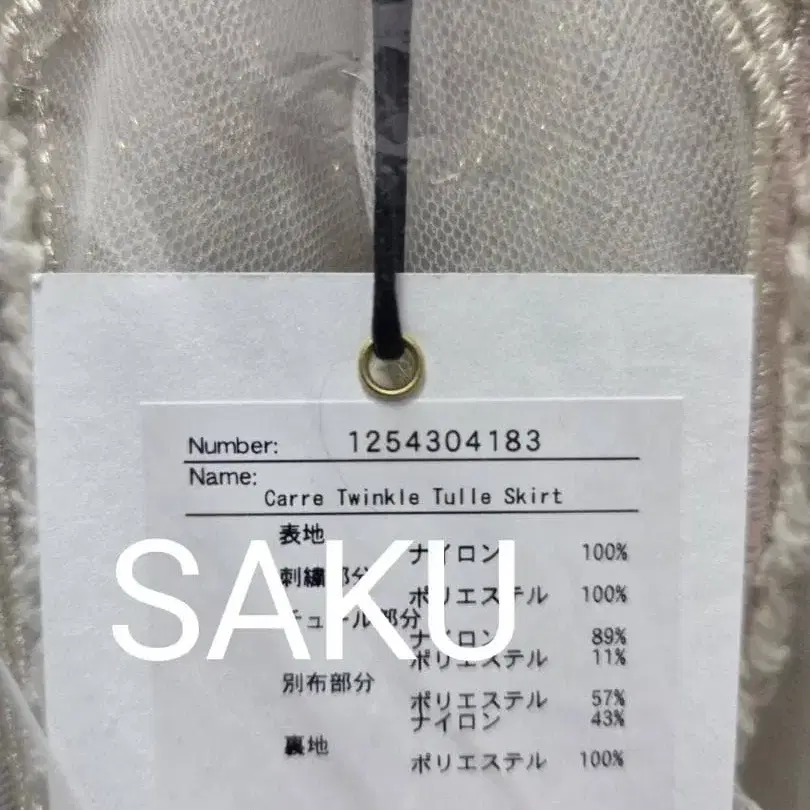 Number: 1254304183
Name:
Carre Twinkle Tulle Skirt
表地
ナイロン 100%
刺繍部分
ポリエステル 100%
チュール部分
ナイロン 89%
ポリエステル 11%
別布部分
ポリエステル 57%
ナイロン 43%
裏地
ポリエステル 100%
SAKU